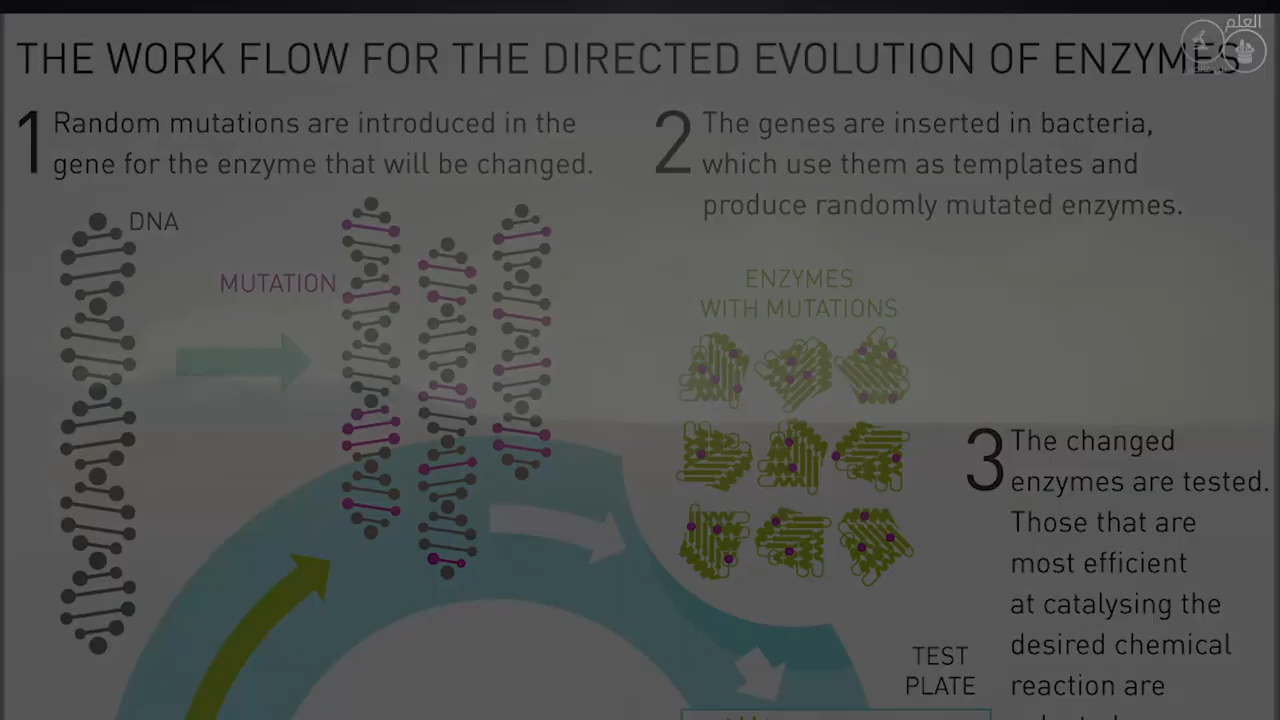 العلم
THE WORK FLOW FOR THE DIRECTED EVOLUTION OF ENZYMES
1 Random mutations are introduced in the
gene for the enzyme that will be changed.
2 The genes are inserted in bacteria,
which use them as templates and
produce randomly mutated enzymes.
DNA
MUTATION
ENZYMES
WITH MUTATIONS
3 The changed
enzymes are tested.
Those that are
most efficient
at catalysing the
desired chemical
reaction are
TEST
PLATE